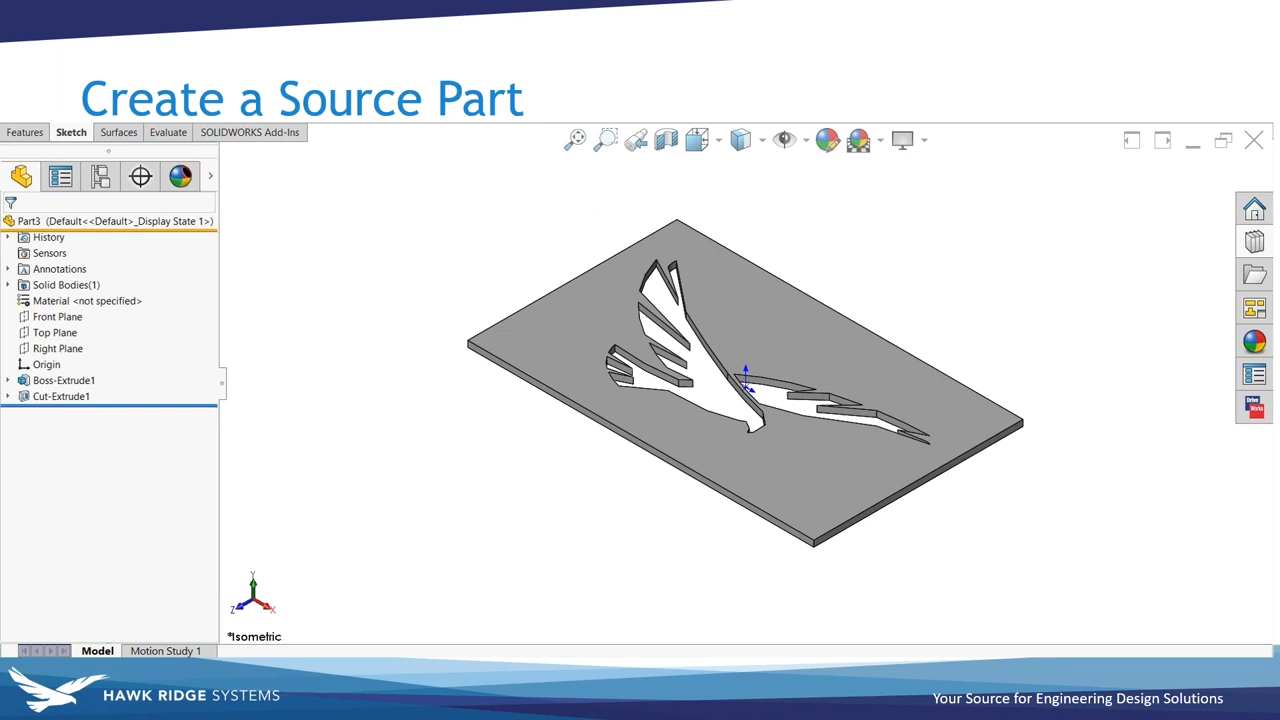 Create a Source Part
Features Sketch Surfaces Evaluate SOLIDWORKS Add-Ins
Part3 (Default<<Default>_Display State 1>)
History
Sensors
Annotations
Solid Bodies(1)
Material <not specified>
Front Plane
Top Plane
Right Plane
Origin
Boss-Extrude1
Cut-Extrude1
Drive
Works
Y
Z X
*Isometric
Model Motion Study 1
HAWK RIDGE SYSTEMS
Your Source for Engineering Design Solutions